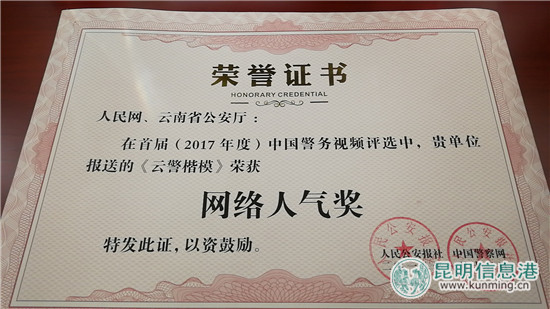 荣誉证书
HONORARY CREDENTIAL
人民网、云南省公安厅：
在首届（2017年度）中国警务视频评选中，贵单位
报送的《云警楷模》荣获
网络人气奖
特发此证，以资鼓励。
人民公安报社 中国警察网
昆明信息港
www.kunming.cn